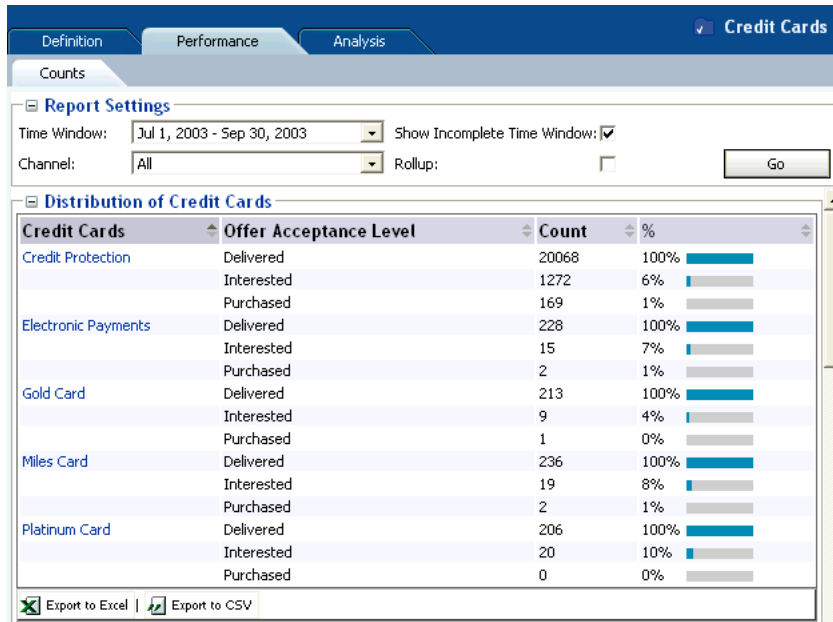 Credit Cards
Definition Performance Analysis
Counts
Report Settings
Time Window: Jul 1, 2003 - Sep 30, 2003 Show Incomplete Time Window:
Channel: All Rollup: Go
Distribution of Credit Cards
Credit Cards Offer Acceptance Level Count %
Credit Protection Delivered 20068 100%
Interested 1272 6%
Purchased 169 1%
Electronic Payments Delivered 228 100%
Interested 15 7%
Purchased 2 1%
Gold Card Delivered 213 100%
Interested 9 4%
Purchased 1 0%
Miles Card Delivered 236 100%
Interested 19 8%
Purchased 2 1%
Platinum Card Delivered 206 100%
Interested 20 10%
Purchased 0 0%
Export to Excel | Export to CSV